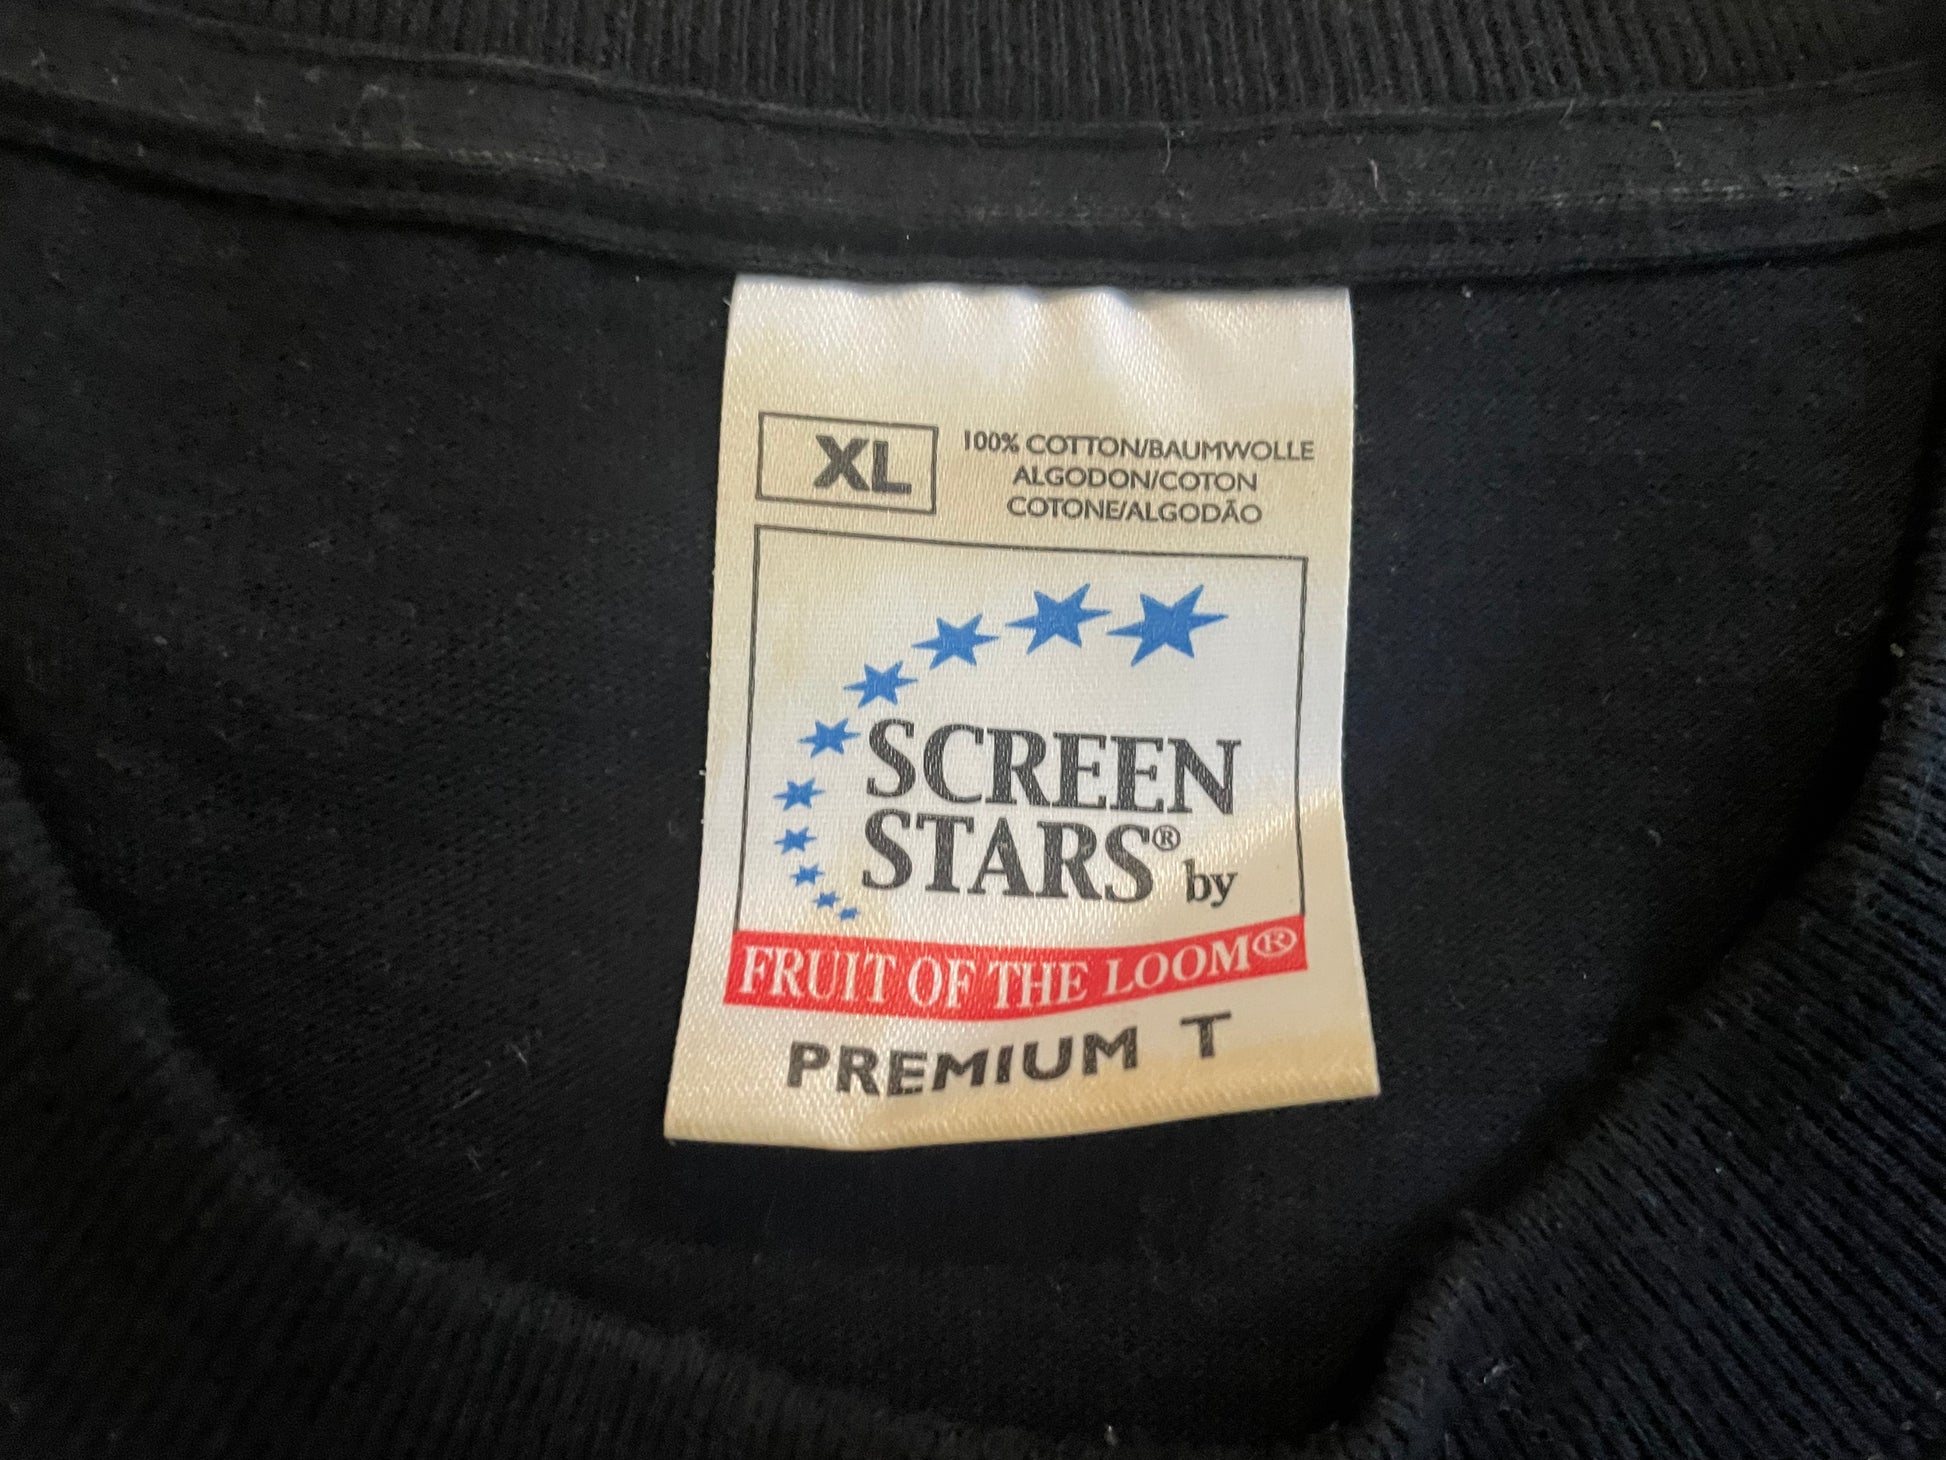 XL
100% COTTON/BAUMWOLLE
ALGODON/COTON
COTONE/ALGODÃO
SCREEN
STARS® by
FRUIT OF THE LOOM®
PREMIUM T